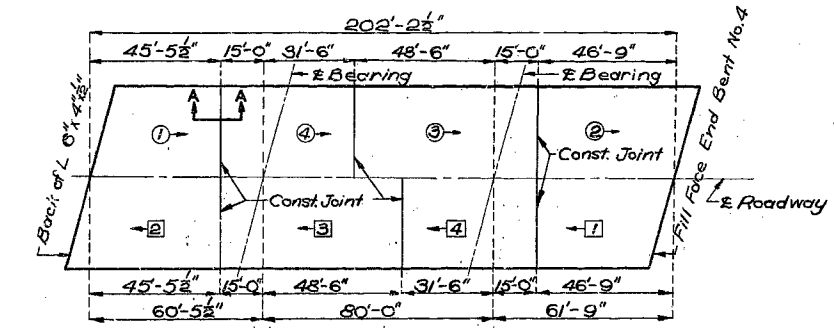 202'-2½"
45'-5½" 15'-0" 31'-6" 48'-6" 15'-0" 46'-9"
℄ Bearing ℄ Bearing
A A
1 4 3 2
Const. Joint
Const. Joint
Back of L 6" x 4" x ½"
Fill Face End Bent No. 4
℄ Roadway
2 3 4 1
45'-5½" 15'-0" 48'-6" 31'-6" 15'-0" 46'-9"
60'-5½" 80'-0" 61'-9"